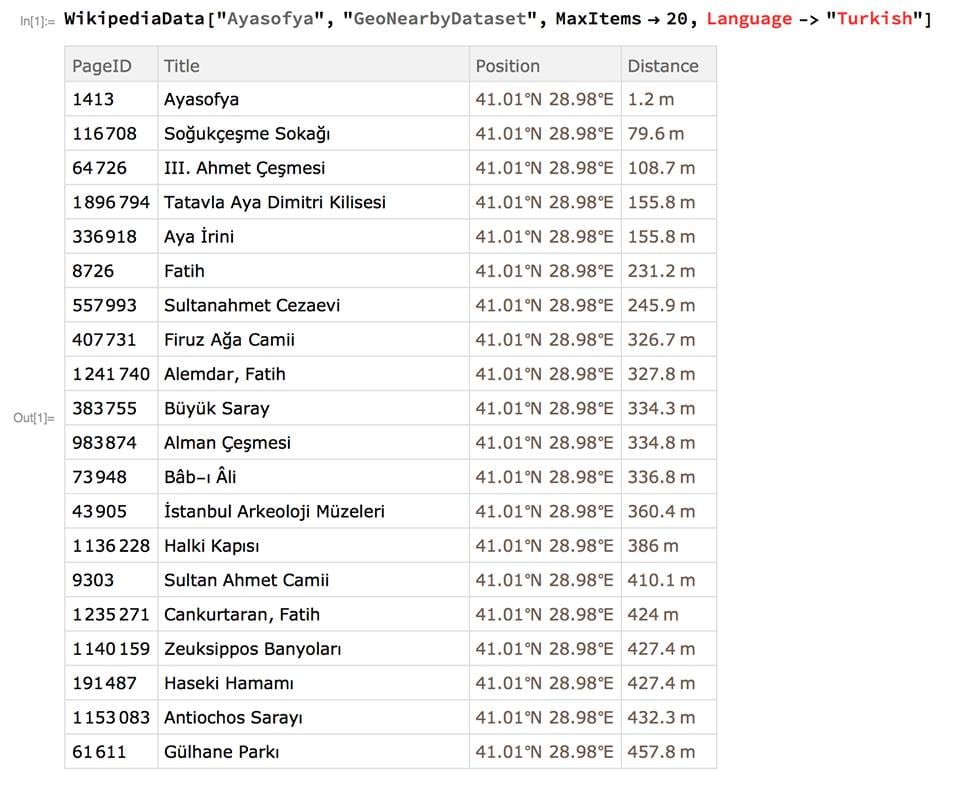 In[1]:= WikipediaData["Ayasofya", "GeoNearbyDataset", MaxItems → 20, Language -> "Turkish"]
PageID Title Position Distance
1413 Ayasofya 41.01°N 28.98°E 1.2 m
116708 Soğukçeşme Sokağı 41.01°N 28.98°E 79.6 m
64726 III. Ahmet Çeşmesi 41.01°N 28.98°E 108.7 m
1896794 Tatavla Aya Dimitri Kilisesi 41.01°N 28.98°E 155.8 m
336918 Aya İrini 41.01°N 28.98°E 155.8 m
8726 Fatih 41.01°N 28.98°E 231.2 m
557993 Sultanahmet Cezaevi 41.01°N 28.98°E 245.9 m
407731 Firuz Ağa Camii 41.01°N 28.98°E 326.7 m
1241740 Alemdar, Fatih 41.01°N 28.98°E 327.8 m
Out[1]= 383755 Büyük Saray 41.01°N 28.98°E 334.3 m
983874 Alman Çeşmesi 41.01°N 28.98°E 334.8 m
73948 Bâb-ı Âli 41.01°N 28.98°E 336.8 m
43905 İstanbul Arkeoloji Müzeleri 41.01°N 28.98°E 360.4 m
1136228 Halki Kapısı 41.01°N 28.98°E 386 m
9303 Sultan Ahmet Camii 41.01°N 28.98°E 410.1 m
1235271 Cankurtaran, Fatih 41.01°N 28.98°E 424 m
1140159 Zeuksippos Banyoları 41.01°N 28.98°E 427.4 m
191487 Haseki Hamamı 41.01°N 28.98°E 427.4 m
1153083 Antiochos Sarayı 41.01°N 28.98°E 432.3 m
61611 Gülhane Parkı 41.01°N 28.98°E 457.8 m